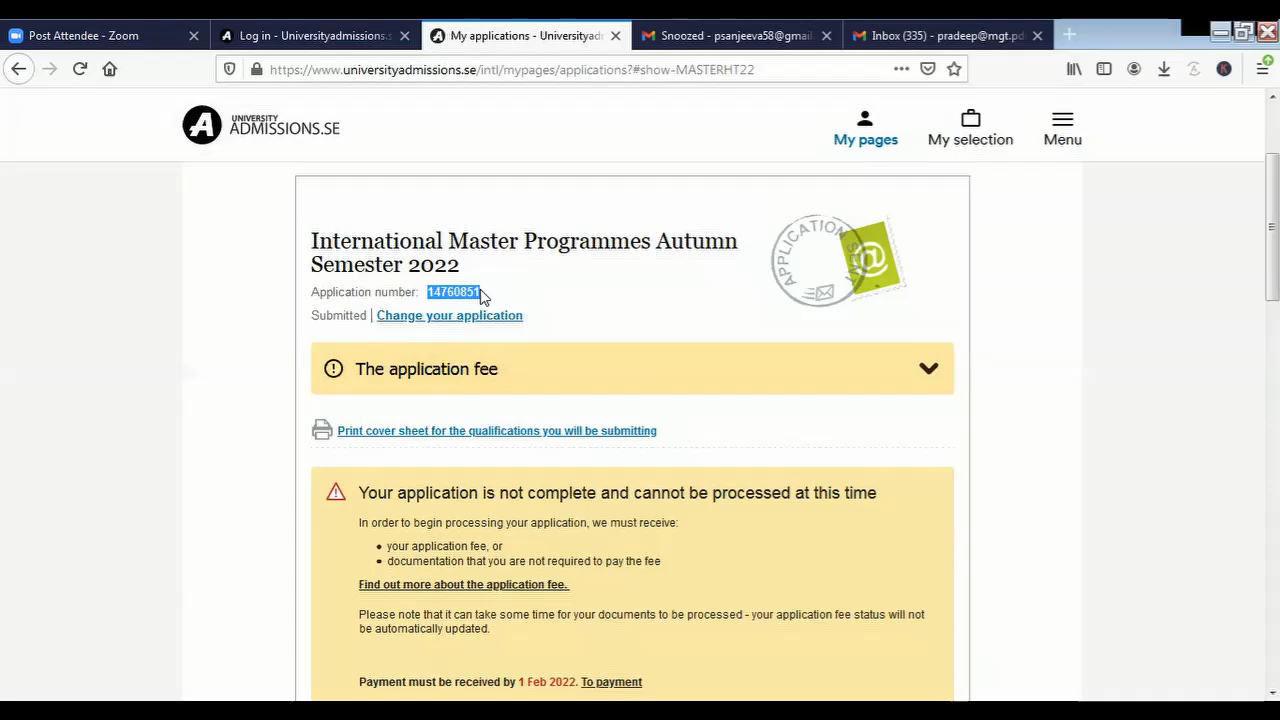 Post Attendee - Zoom
Log in - Universityadmissions.
My applications - Universityad
Snoozed - psanjeeva58@gmail
Inbox (335) - pradeep@mgt.pd
https://www.universityadmissions.se/intl/mypages/applications?#show-MASTERHT22
UNIVERSITY
ADMISSIONS.SE
My pages
My selection
Menu
International Master Programmes Autumn
Semester 2022
APPLICATION SENT
Application number: 14760851
Submitted | Change your application
The application fee
Print cover sheet for the qualifications you will be submitting
Your application is not complete and cannot be processed at this time
In order to begin processing your application, we must receive:
• your application fee, or
• documentation that you are not required to pay the fee
Find out more about the application fee.
Please note that it can take some time for your documents to be processed - your application fee status will not
be automatically updated.
Payment must be received by 1 Feb 2022. To payment